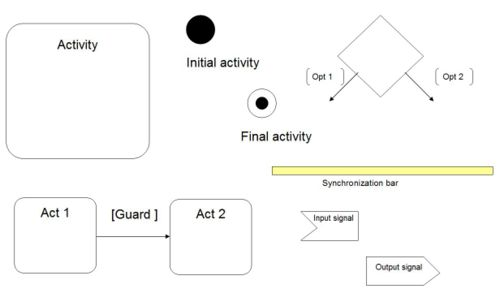 Activity
Initial activity
[ Opt 1 ]
[ Opt 2 ]
Final activity
Synchronization bar
Act 1
[Guard ]
Act 2
Input signal
Output signal